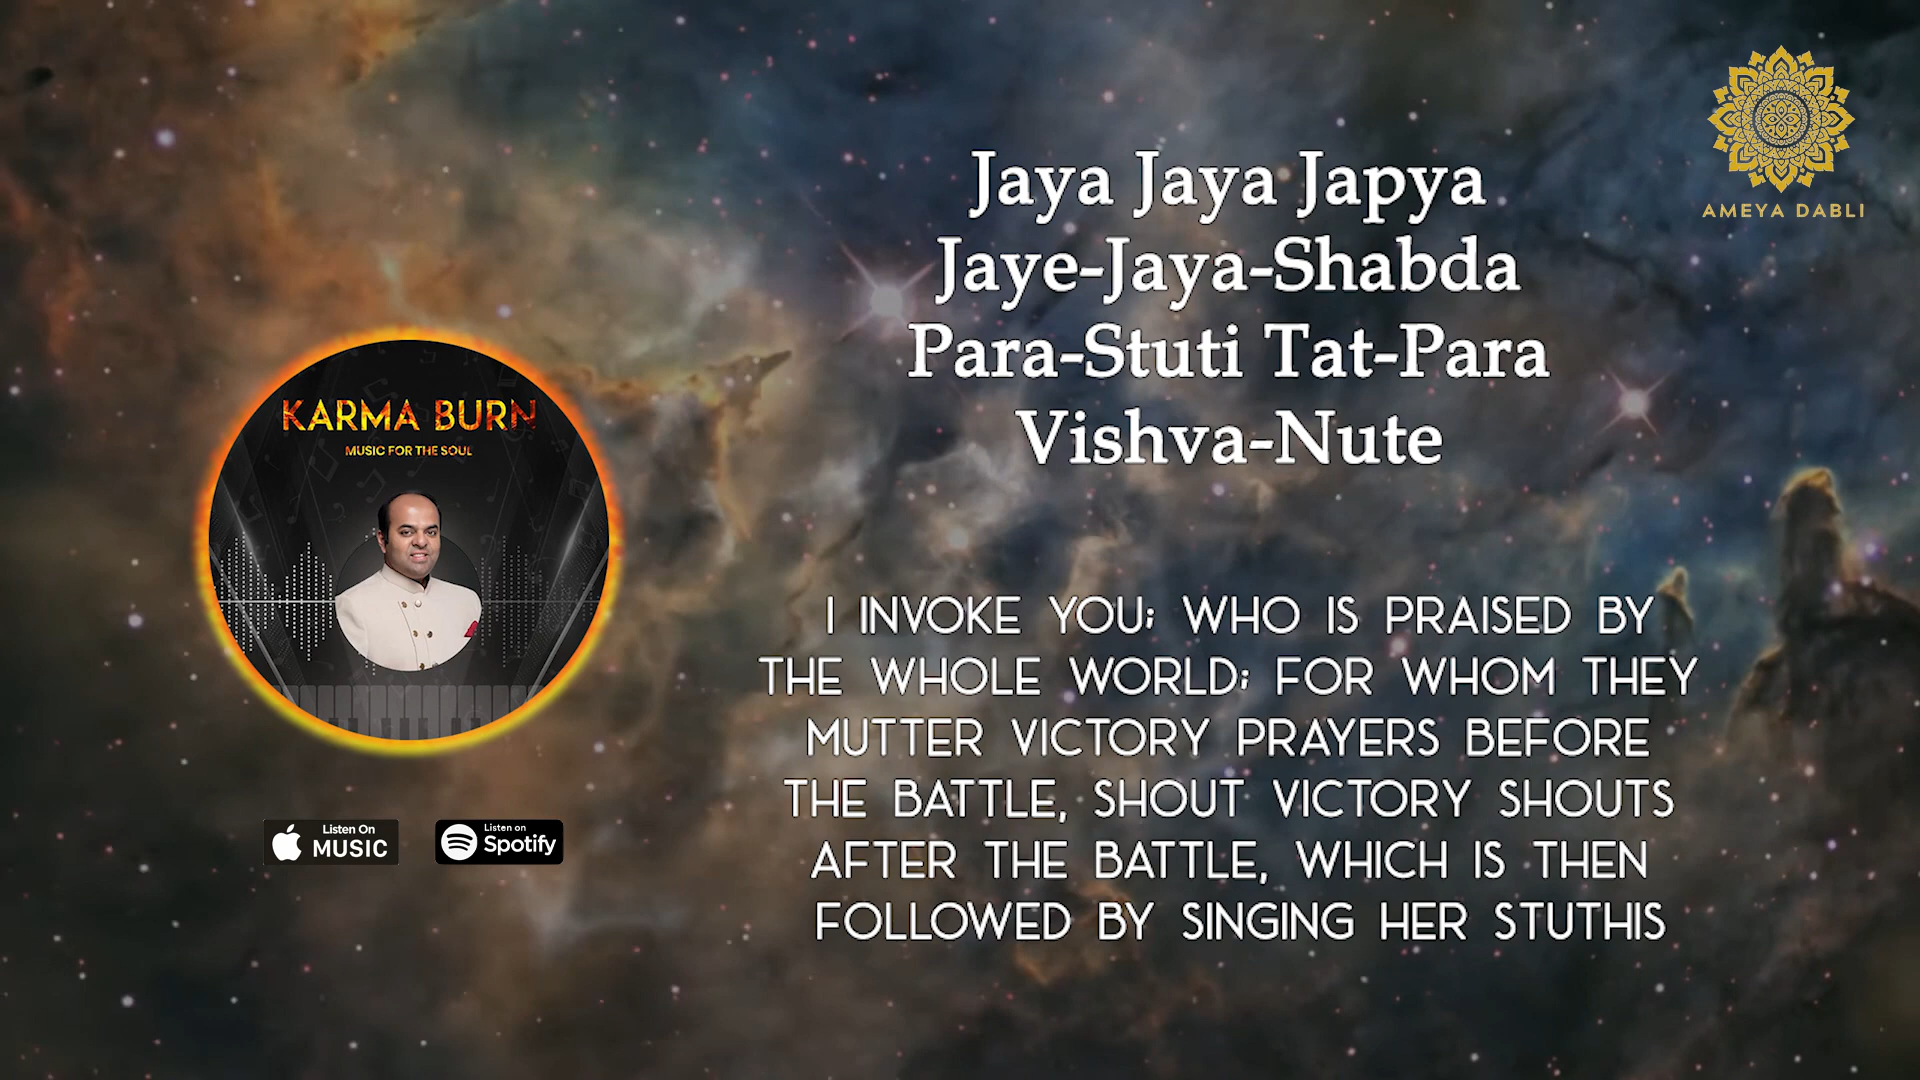 AMEYA DABLI
Jaya Jaya Japya
Jaye-Jaya-Shabda
Para-Stuti Tat-Para
Vishva-Nute
KARMA BURN
MUSIC FOR THE SOUL
I INVOKE YOU; WHO IS PRAISED BY
THE WHOLE WORLD; FOR WHOM THEY
MUTTER VICTORY PRAYERS BEFORE
THE BATTLE, SHOUT VICTORY SHOUTS
AFTER THE BATTLE, WHICH IS THEN
FOLLOWED BY SINGING HER STUTHIS
Listen On
MUSIC
Listen on
Spotify